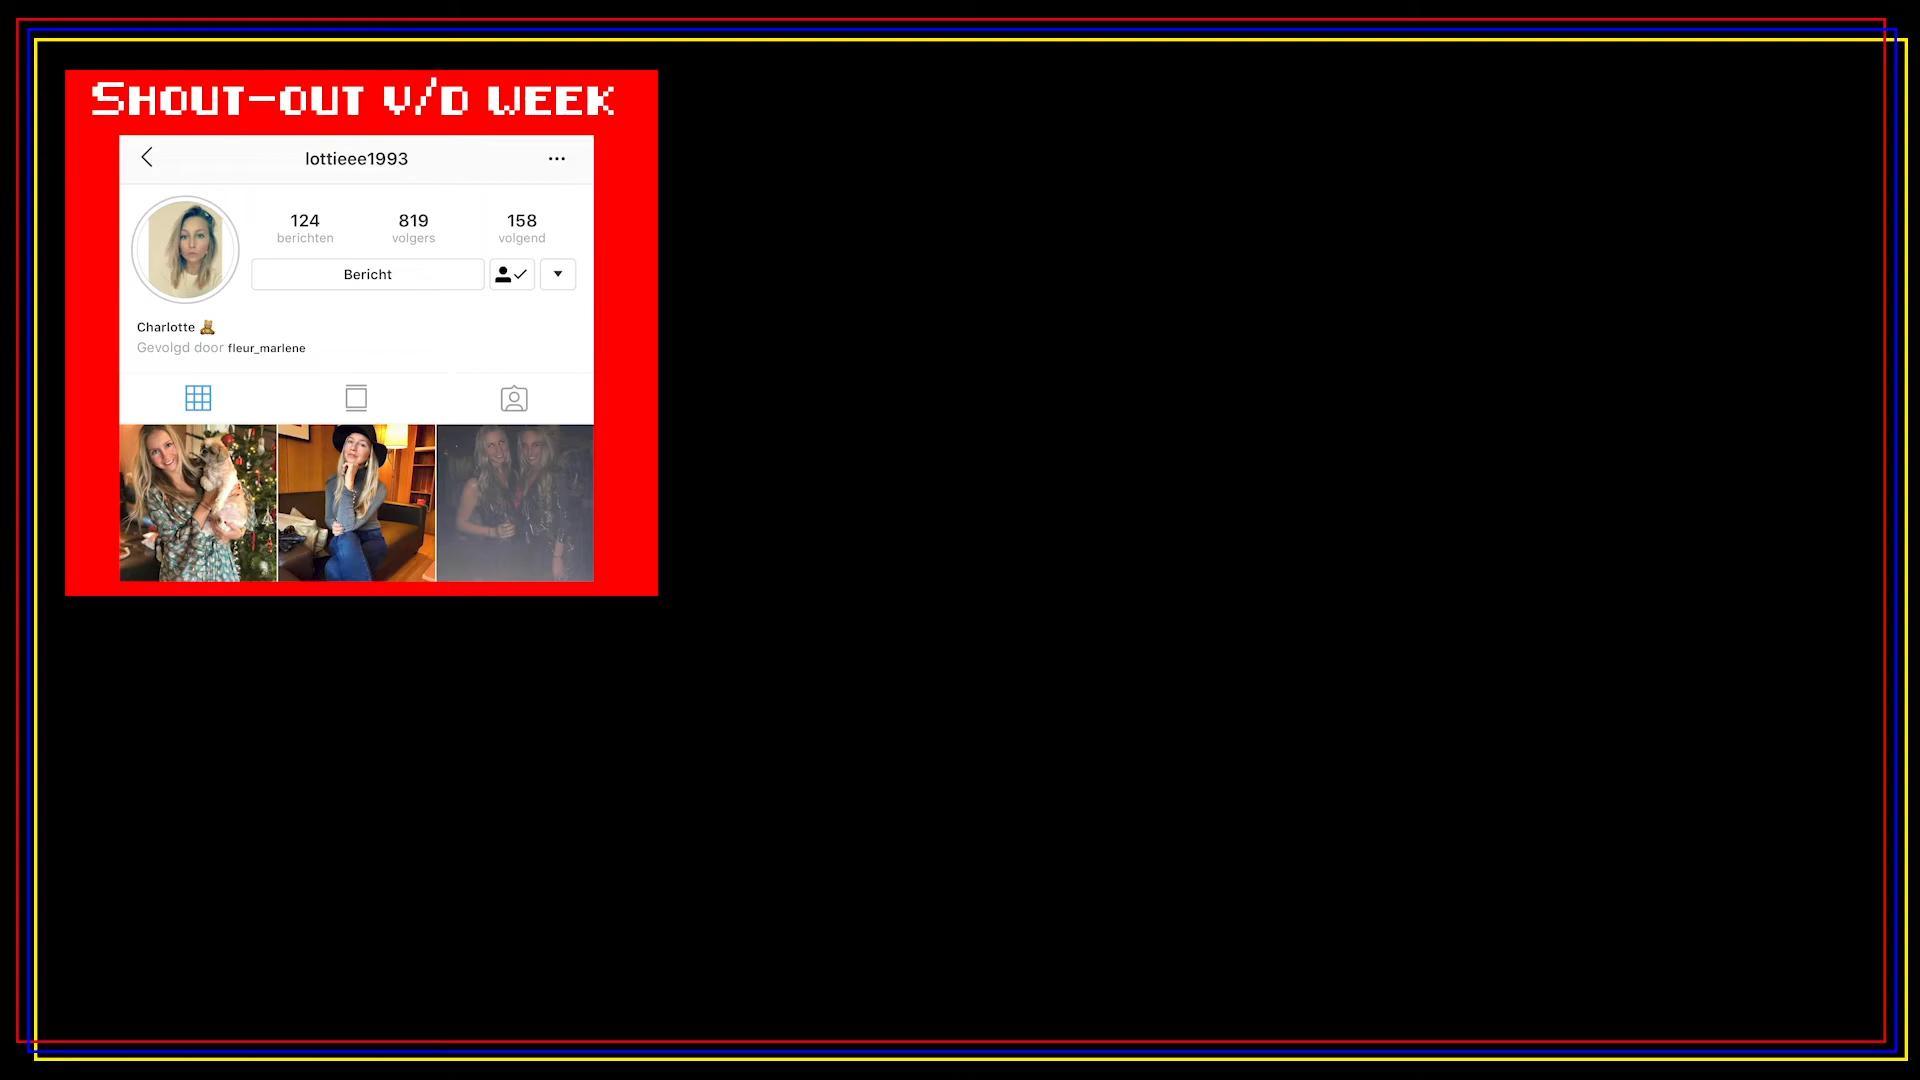 SHOUT-OUT V/D WEEK
lottieee1993
124 819 158
berichten volgers volgend
Bericht
Charlotte 🧸
Gevolgd door fleur_marlene